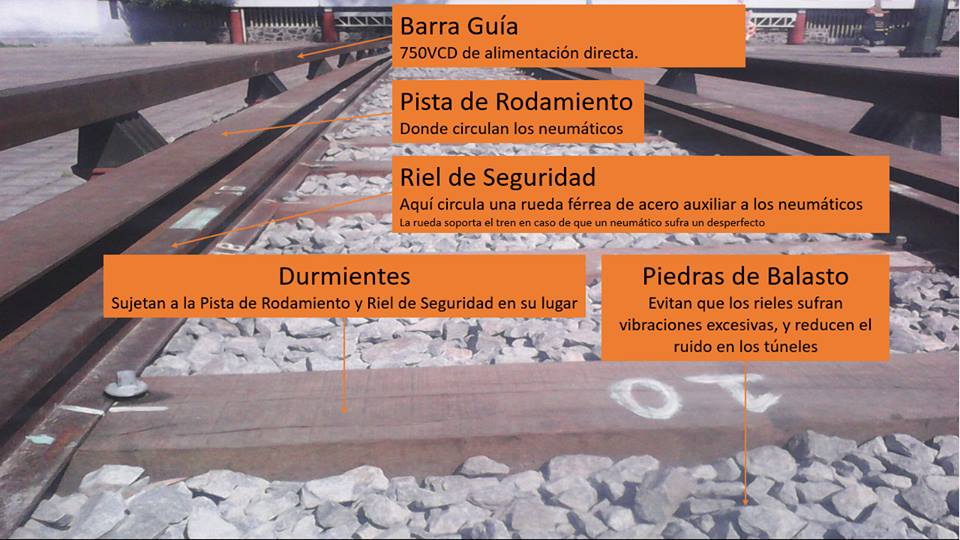 Barra Guía
750VCD de alimentación directa.
Pista de Rodamiento
Donde circulan los neumáticos
Riel de Seguridad
Aquí circula una rueda férrea de acero auxiliar a los neumáticos
La rueda soporta el tren en caso de que un neumático sufra un desperfecto
Durmientes
Sujetan a la Pista de Rodamiento y Riel de Seguridad en su lugar
Piedras de Balasto
Evitan que los rieles sufran
vibraciones excesivas, y reducen el
ruido en los túneles